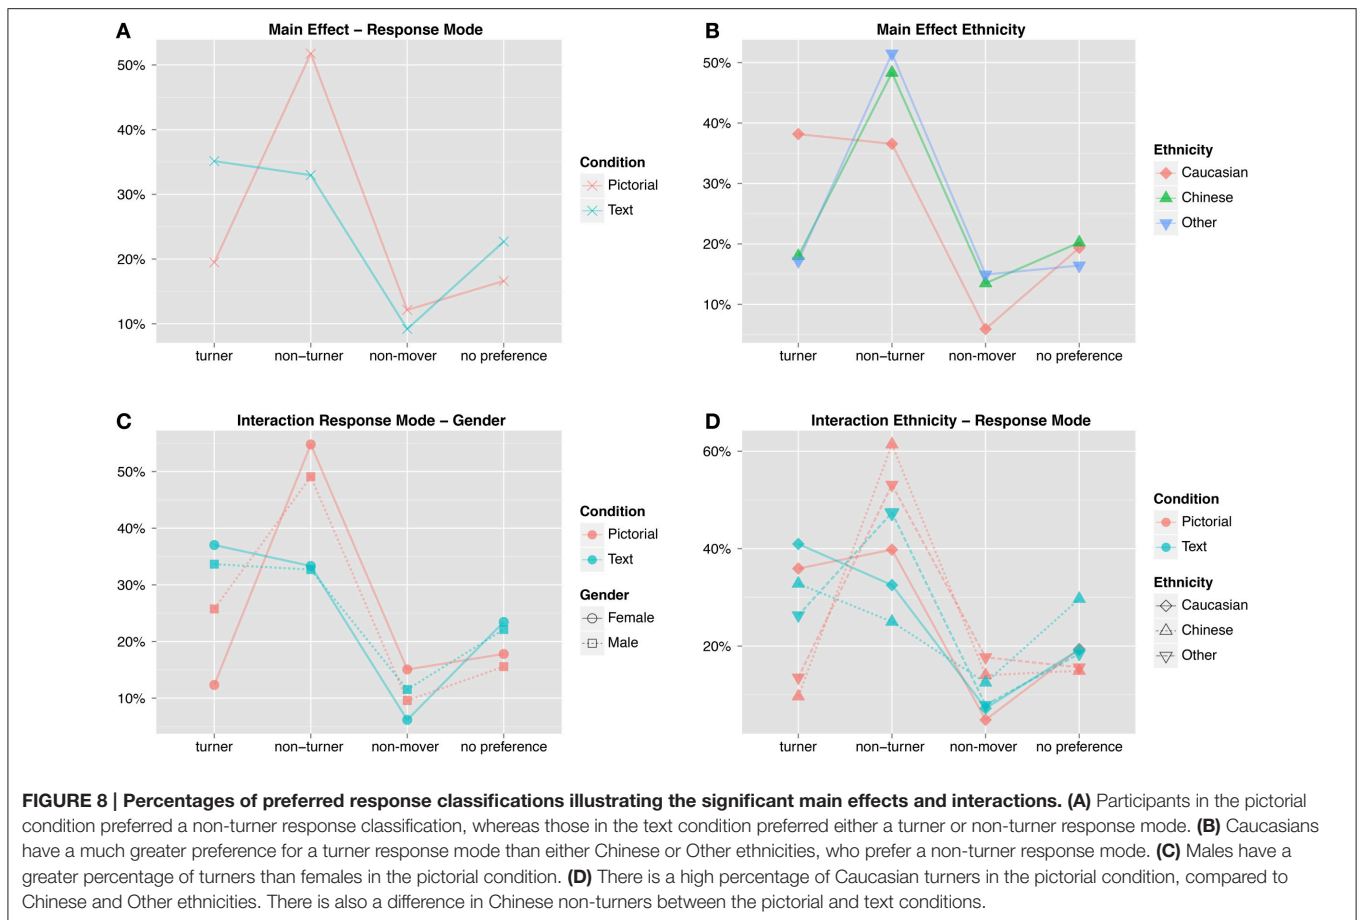 A
Main Effect – Response Mode
50%
40%
30%
20%
10%
turner
non–turner
non-mover
no preference
Condition
Pictorial
Text
B
Main Effect Ethnicity
50%
40%
30%
20%
10%
turner
non–turner
non-mover
no preference
Ethnicity
Caucasian
Chinese
Other
C
Interaction Response Mode – Gender
50%
40%
30%
20%
10%
turner
non–turner
non-mover
no preference
Condition
Pictorial
Text
Gender
Female
Male
D
Interaction Ethnicity – Response Mode
60%
40%
20%
turner
non–turner
non-mover
no preference
Condition
Pictorial
Text
Ethnicity
Caucasian
Chinese
Other
FIGURE 8 | Percentages of preferred response classifications illustrating the significant main effects and interactions. (A) Participants in the pictorial
condition preferred a non-turner response classification, whereas those in the text condition preferred either a turner or non-turner response mode. (B) Caucasians
have a much greater preference for a turner response mode than either Chinese or Other ethnicities, who prefer a non-turner response mode. (C) Males have a
greater percentage of turners than females in the pictorial condition. (D) There is a high percentage of Caucasian turners in the pictorial condition, compared to
Chinese and Other ethnicities. There is also a difference in Chinese non-turners between the pictorial and text conditions.